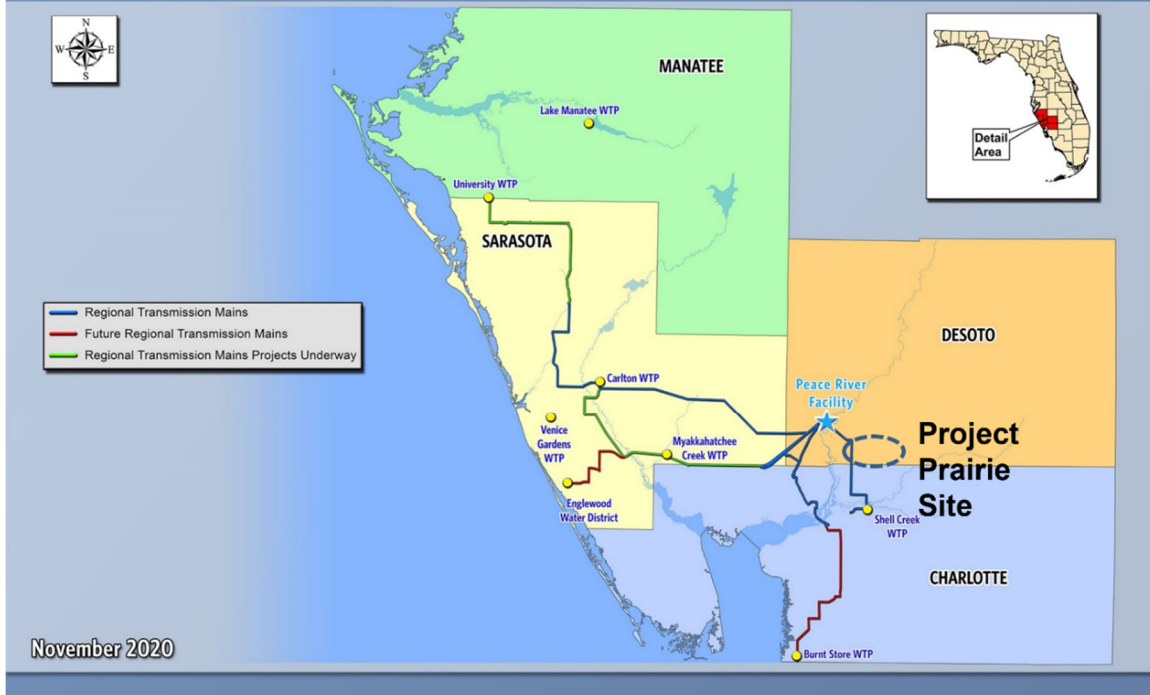 N
W
E
S
MANATEE
Lake Manatee WTP
Detail
Area
University WTP
SARASOTA
Regional Transmission Mains
Future Regional Transmission Mains
Regional Transmission Mains Projects Underway
DESOTO
Carlton WTP
Peace River
Facility
Venice
Gardens
WTP
Myakkahatchee
Creek WTP
Project
Prairie
Site
Englewood
Water District
Shell Creek
WTP
CHARLOTTE
November 2020
Burnt Store WTP